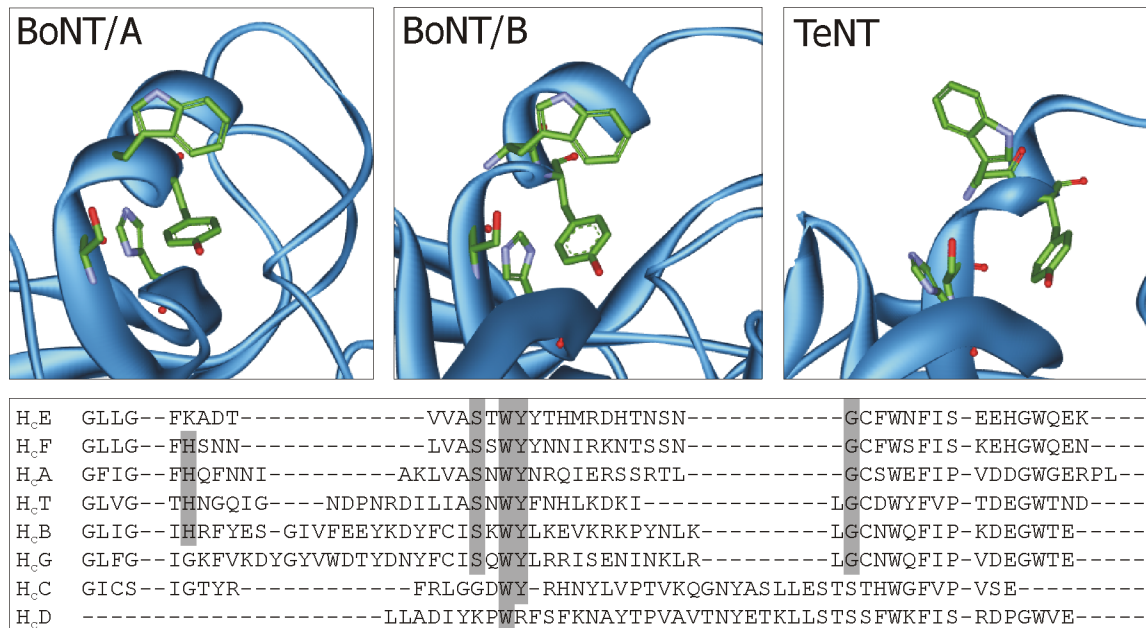 BoNT/A
BoNT/B
TeNT
HCE GLLG--FKADT-------------VVASTWYYTHMRDHTNSN-----------GCFWNFIS-EEHGWQEK----
HCF GLLG--FHSNN-------------LVASSWYYNNIRKNTSSN-----------GCFWSFIS-KEHGWQEN----
HCA GFIG--FHQFNNI----------AKLVASNWYNRQIERSSRTL-----------GCSWEFIP-VDDGWGERPL--
HCT GLVG--THNGQIG----NDPNRDILIASNWYFNHLKDKI-------------LGCDWYFVP-TDEGWTND----
HCB GLIG--IHRFYES-GIVFEEYKDYFCISKWYLKEVKRKPYNLK---------LGCNWQFIP-KDEGWTE-----
HCG GLFG--IGKFVKDYGYVWDTYDNYFCISQWYLRRISENINKLR---------LGCNWQFIP-VDEGWTE-----
HCC GICS--IGTYR------------FRLGGDWY-RHNYLVPTVKQGNYASLLESTSTHWGFVP-VSE---------
HCD --------------------LLADIYKPWRFSFKNAYTPVAVTNYETKLLSTSSFWKFIS-RDPGWVE-----